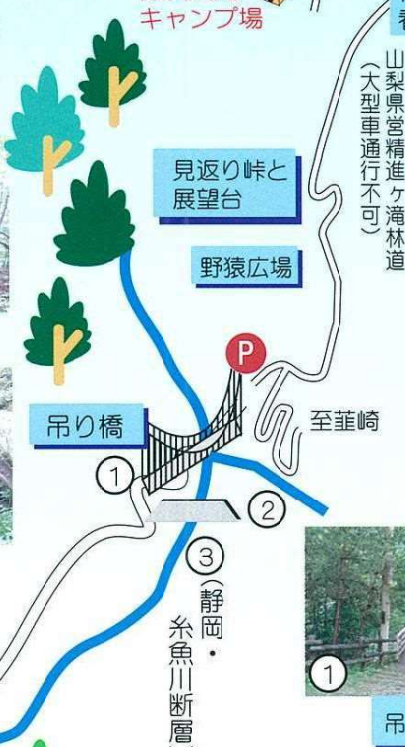 キャンプ場
山梨県営精進ヶ滝林道
(大型車通行不可)
見返り峠と
展望台
野猿広場
P
吊り橋
至韮崎
①
②
③(静岡・
糸魚川断層
①
吊